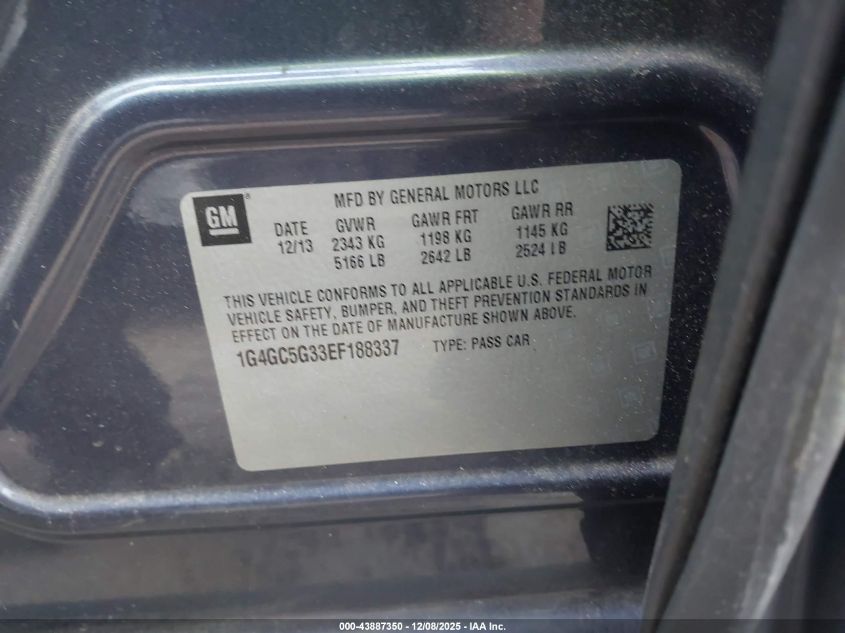 GM
®
MFD BY GENERAL MOTORS LLC
DATE GVWR GAWR FRT GAWR RR
12/13 2343 KG 1198 KG 1145 KG
5166 LB 2642 LB 2524 LB
THIS VEHICLE CONFORMS TO ALL APPLICABLE U.S. FEDERAL MOTOR
VEHICLE SAFETY, BUMPER, AND THEFT PREVENTION STANDARDS IN
EFFECT ON THE DATE OF MANUFACTURE SHOWN ABOVE.
1G4GC5G33EF188337 TYPE: PASS CAR
000-43887350 - 12/08/2025 - IAA Inc.